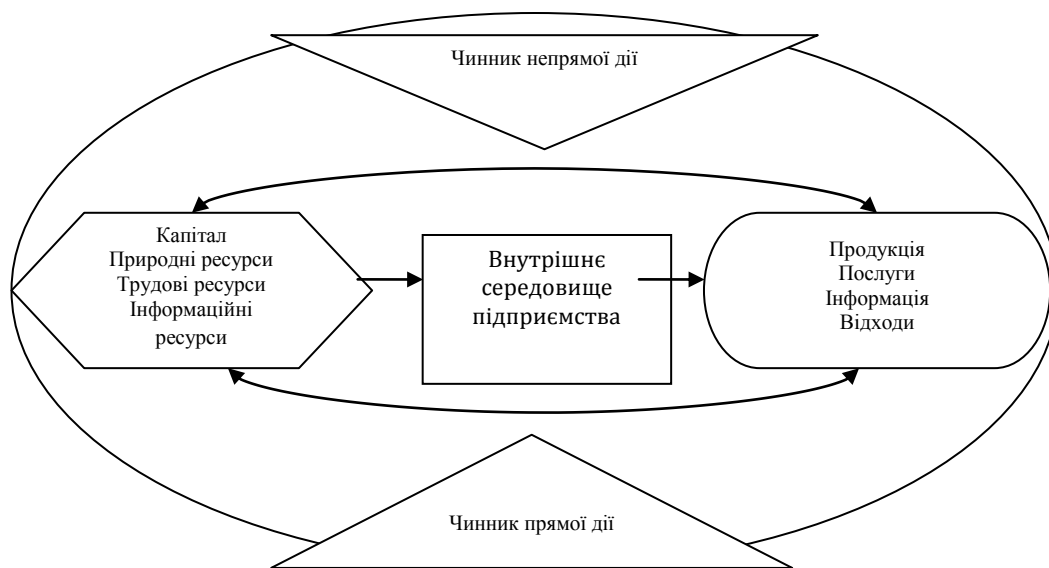 Чинник непрямої дії
Капітал
Природні ресурси
Трудові ресурси
Інформаційні
ресурси
Внутрішнє
середовище
підприємства
Продукція
Послуги
Інформація
Відходи
Чинник прямої дії